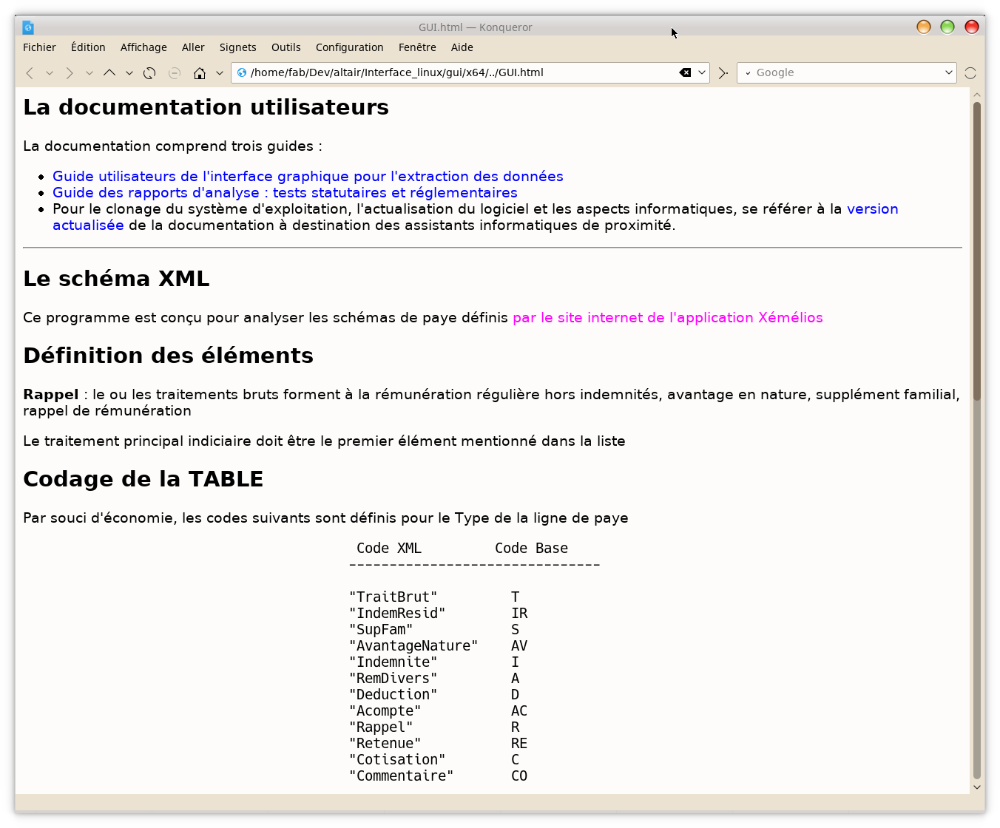 GUI.html — Konqueror
Fichier Édition Affichage Aller Signets Outils Configuration Fenêtre Aide
/home/fab/Dev/altair/Interface_linux/gui/x64/../GUI.html Google
La documentation utilisateurs
La documentation comprend trois guides :
Guide utilisateurs de l'interface graphique pour l'extraction des données
Guide des rapports d'analyse : tests statutaires et réglementaires
Pour le clonage du système d'exploitation, l'actualisation du logiciel et les aspects informatiques, se référer à la version
actualisée de la documentation à destination des assistants informatiques de proximité.
Le schéma XML
Ce programme est conçu pour analyser les schémas de paye définis par le site internet de l'application Xémélios
Définition des éléments
Rappel : le ou les traitements bruts forment à la rémunération régulière hors indemnités, avantage en nature, supplément familial,
rappel de rémunération
Le traitement principal indiciaire doit être le premier élément mentionné dans la liste
Codage de la TABLE
Par souci d'économie, les codes suivants sont définis pour le Type de la ligne de paye
Code XML Code Base
-------------------------------
"TraitBrut" T
"IndemResid" IR
"SupFam" S
"AvantageNature" AV
"Indemnite" I
"RemDivers" A
"Deduction" D
"Acompte" AC
"Rappel" R
"Retenue" RE
"Cotisation" C
"Commentaire" CO